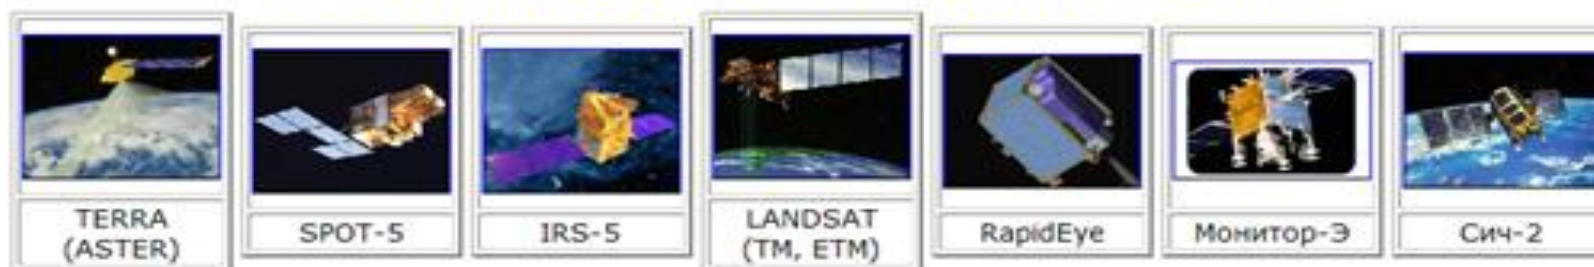 TERRA
(ASTER)
SPOT-5
IRS-5
LANDSAT
(TM, ETM)
RapidEye
Монитор-Э
Сич-2